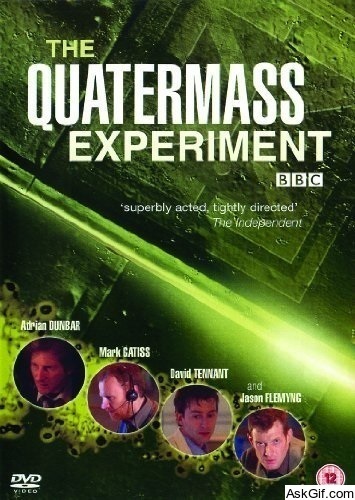 THE
QUATERMASS
EXPERIMENT
BBC
‘superbly acted, tightly directed’
The Independent
Adrian DUNBAR
Mark GATISS
David TENNANT
and
Jason FLEMYNG
DVD
VIDEO
12
AskGif.com